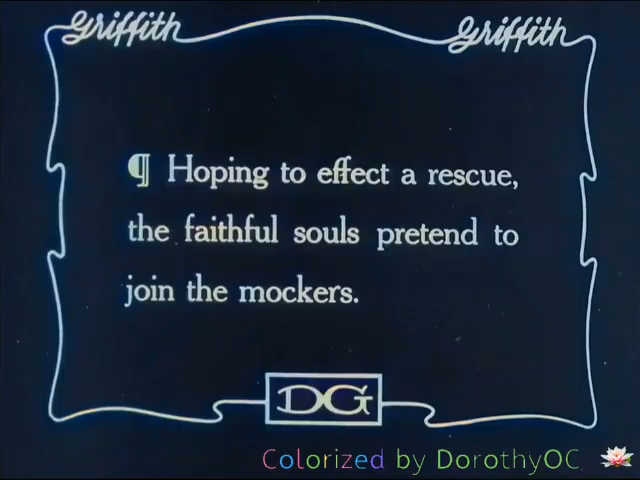 Griffith Griffith
¶ Hoping to effect a rescue,
the faithful souls pretend to
join the mockers.
DG
Colorized by DorothyOC